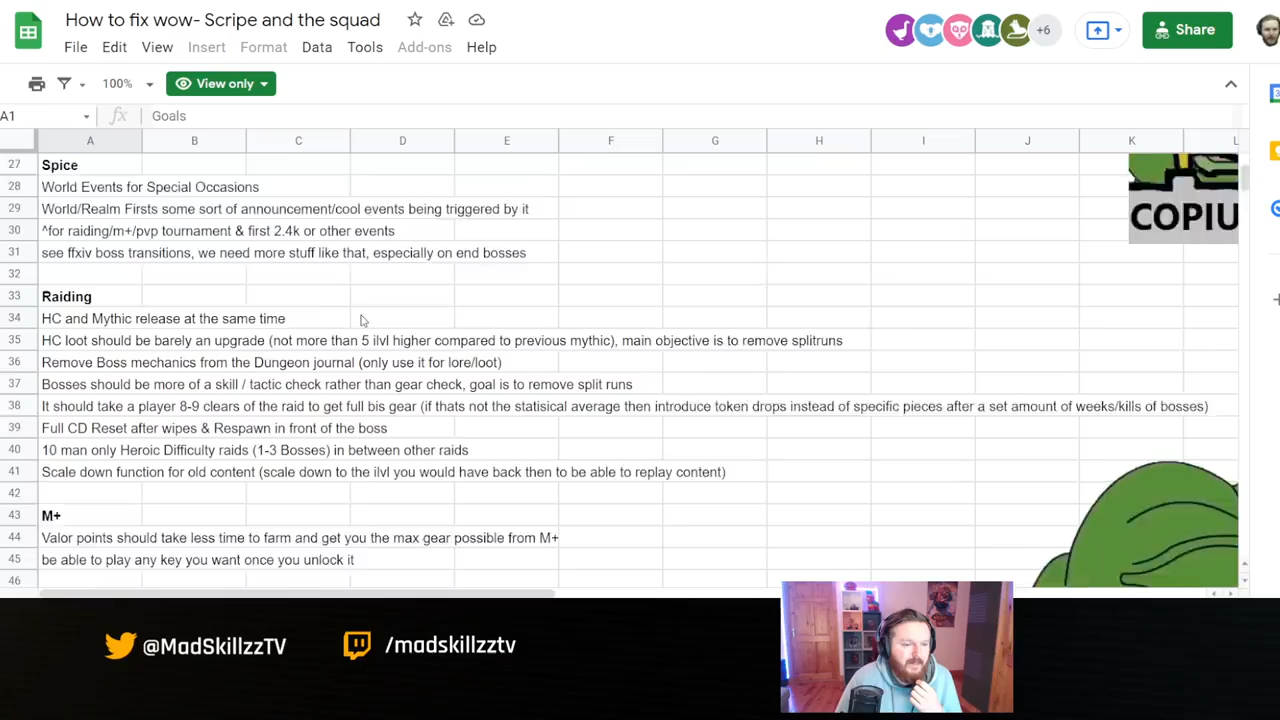 How to fix wow- Scripe and the squad
+6
Share
File Edit View Insert Format Data Tools Add-ons Help
100% View only
A1 fx Goals
A B C D E F G H I J K L
27 Spice
28 World Events for Special Occasions
29 World/Realm Firsts some sort of announcement/cool events being triggered by it
30 ^for raiding/m+/pvp tournament & first 2.4k or other events
31 see ffxiv boss transitions, we need more stuff like that, especially on end bosses
32
33 Raiding
34 HC and Mythic release at the same time
35 HC loot should be barely an upgrade (not more than 5 ilvl higher compared to previous mythic), main objective is to remove splitruns
36 Remove Boss mechanics from the Dungeon journal (only use it for lore/loot)
37 Bosses should be more of a skill / tactic check rather than gear check, goal is to remove split runs
38 It should take a player 8-9 clears of the raid to get full bis gear (if thats not the statisical average then introduce token drops instead of specific pieces after a set amount of weeks/kills of bosses)
39 Full CD Reset after wipes & Respawn in front of the boss
40 10 man only Heroic Difficulty raids (1-3 Bosses) in between other raids
41 Scale down function for old content (scale down to the ilvl you would have back then to be able to replay content)
42
43 M+
44 Valor points should take less time to farm and get you the max gear possible from M+
45 be able to play any key you want once you unlock it
46
COPIU
@MadSkillzzTV /madskillzztv